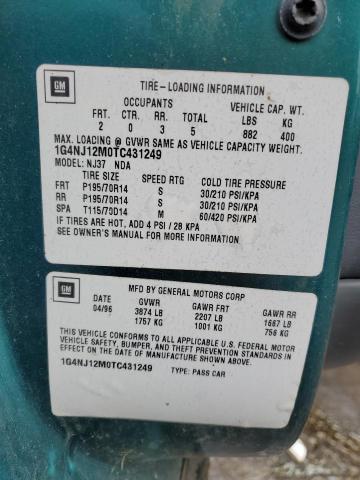 GM
TIRE-LOADING INFORMATION
OCCUPANTS VEHICLE CAP. WT.
FRT. CTR. RR. TOTAL LBS KG
2 0 3 5 882 400
MAX. LOADING @ GVWR SAME AS VEHICLE CAPACITY WEIGHT.
1G4NJ12M0TC431249
MODEL: NJ37 NDA
TIRE SIZE SPEED RTG COLD TIRE PRESSURE
FRT P195/70R14 S 30/210 PSI/KPA
RR P195/70R14 S 30/210 PSI/KPA
SPA T115/70D14 M 60/420 PSI/KPA
IF TIRES ARE HOT, ADD 4 PSI / 28 KPA
SEE OWNER'S MANUAL FOR MORE INFORMATION
GM
MFD BY GENERAL MOTORS CORP
DATE GVWR GAWR FRT GAWR RR
04/96 3874 LB 2207 LB 1667 LB
1757 KG 1001 KG 756 KG
THIS VEHICLE CONFORMS TO ALL APPLICABLE U.S. FEDERAL MOTOR
VEHICLE SAFETY, BUMPER, AND THEFT PREVENTION STANDARDS IN
EFFECT ON THE DATE OF MANUFACTURE SHOWN ABOVE.
1G4NJ12M0TC431249 TYPE: PASS CAR